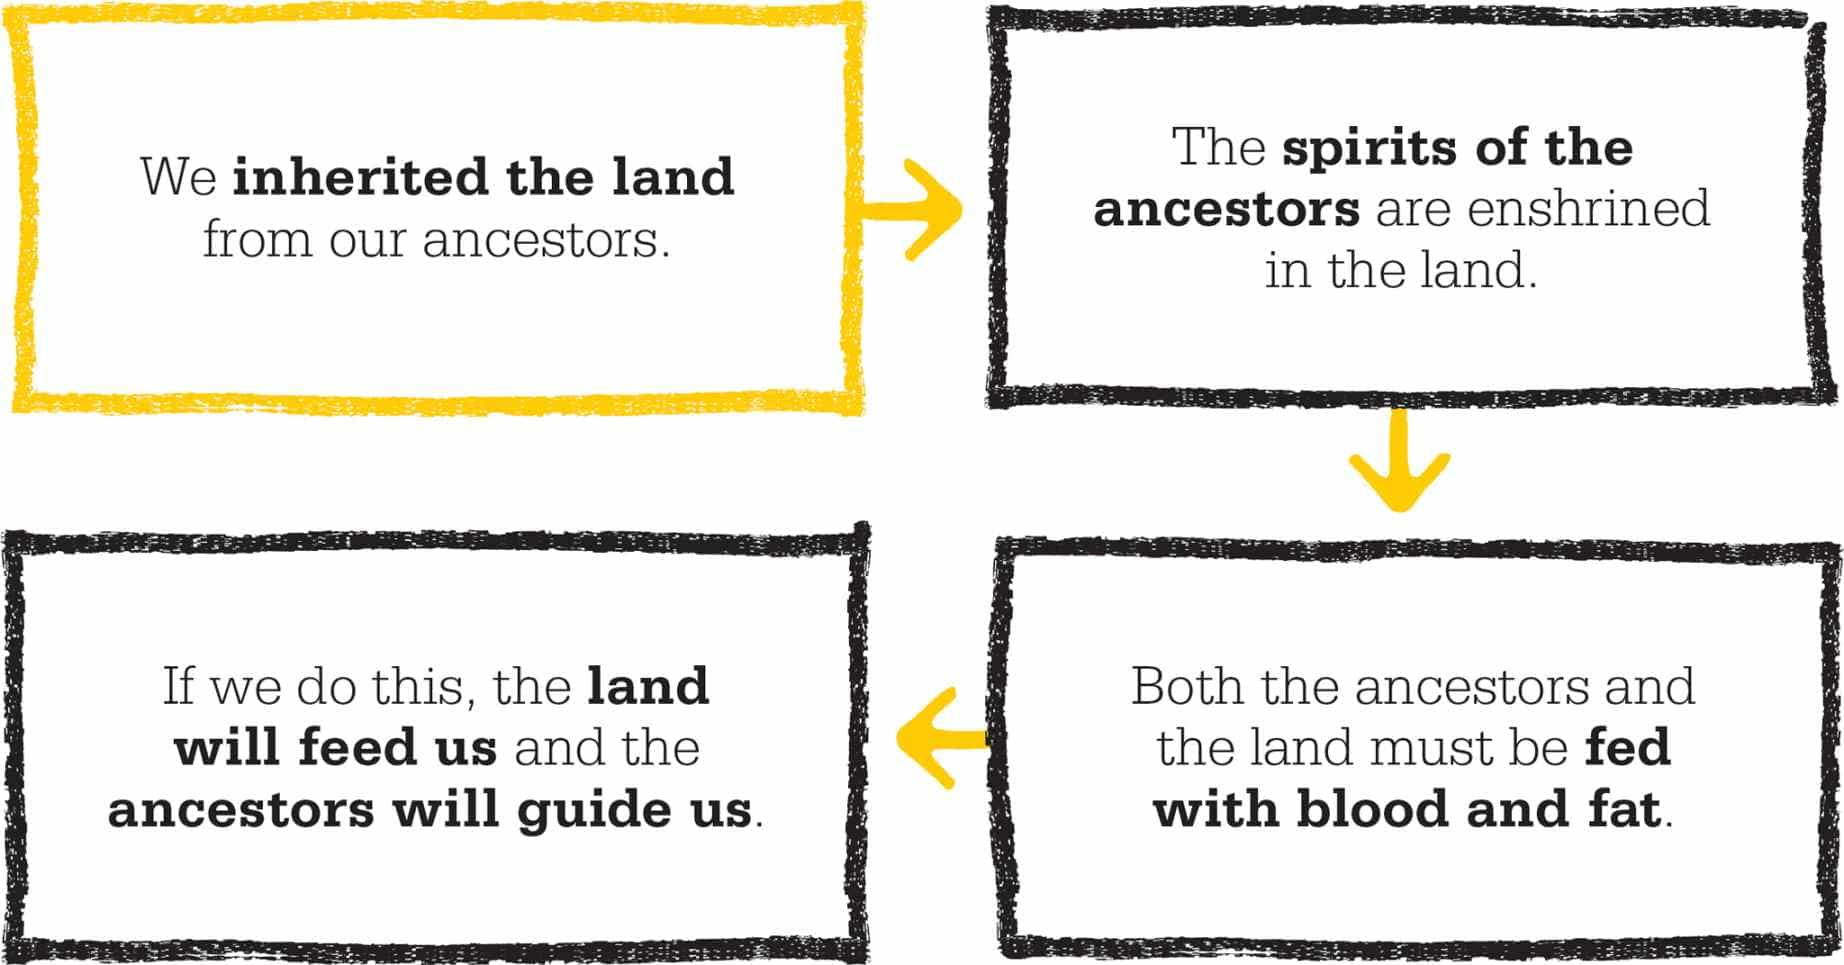 We inherited the land
from our ancestors.
The spirits of the
ancestors are enshrined
in the land.
Both the ancestors and
the land must be fed
with blood and fat.
If we do this, the land
will feed us and the
ancestors will guide us.